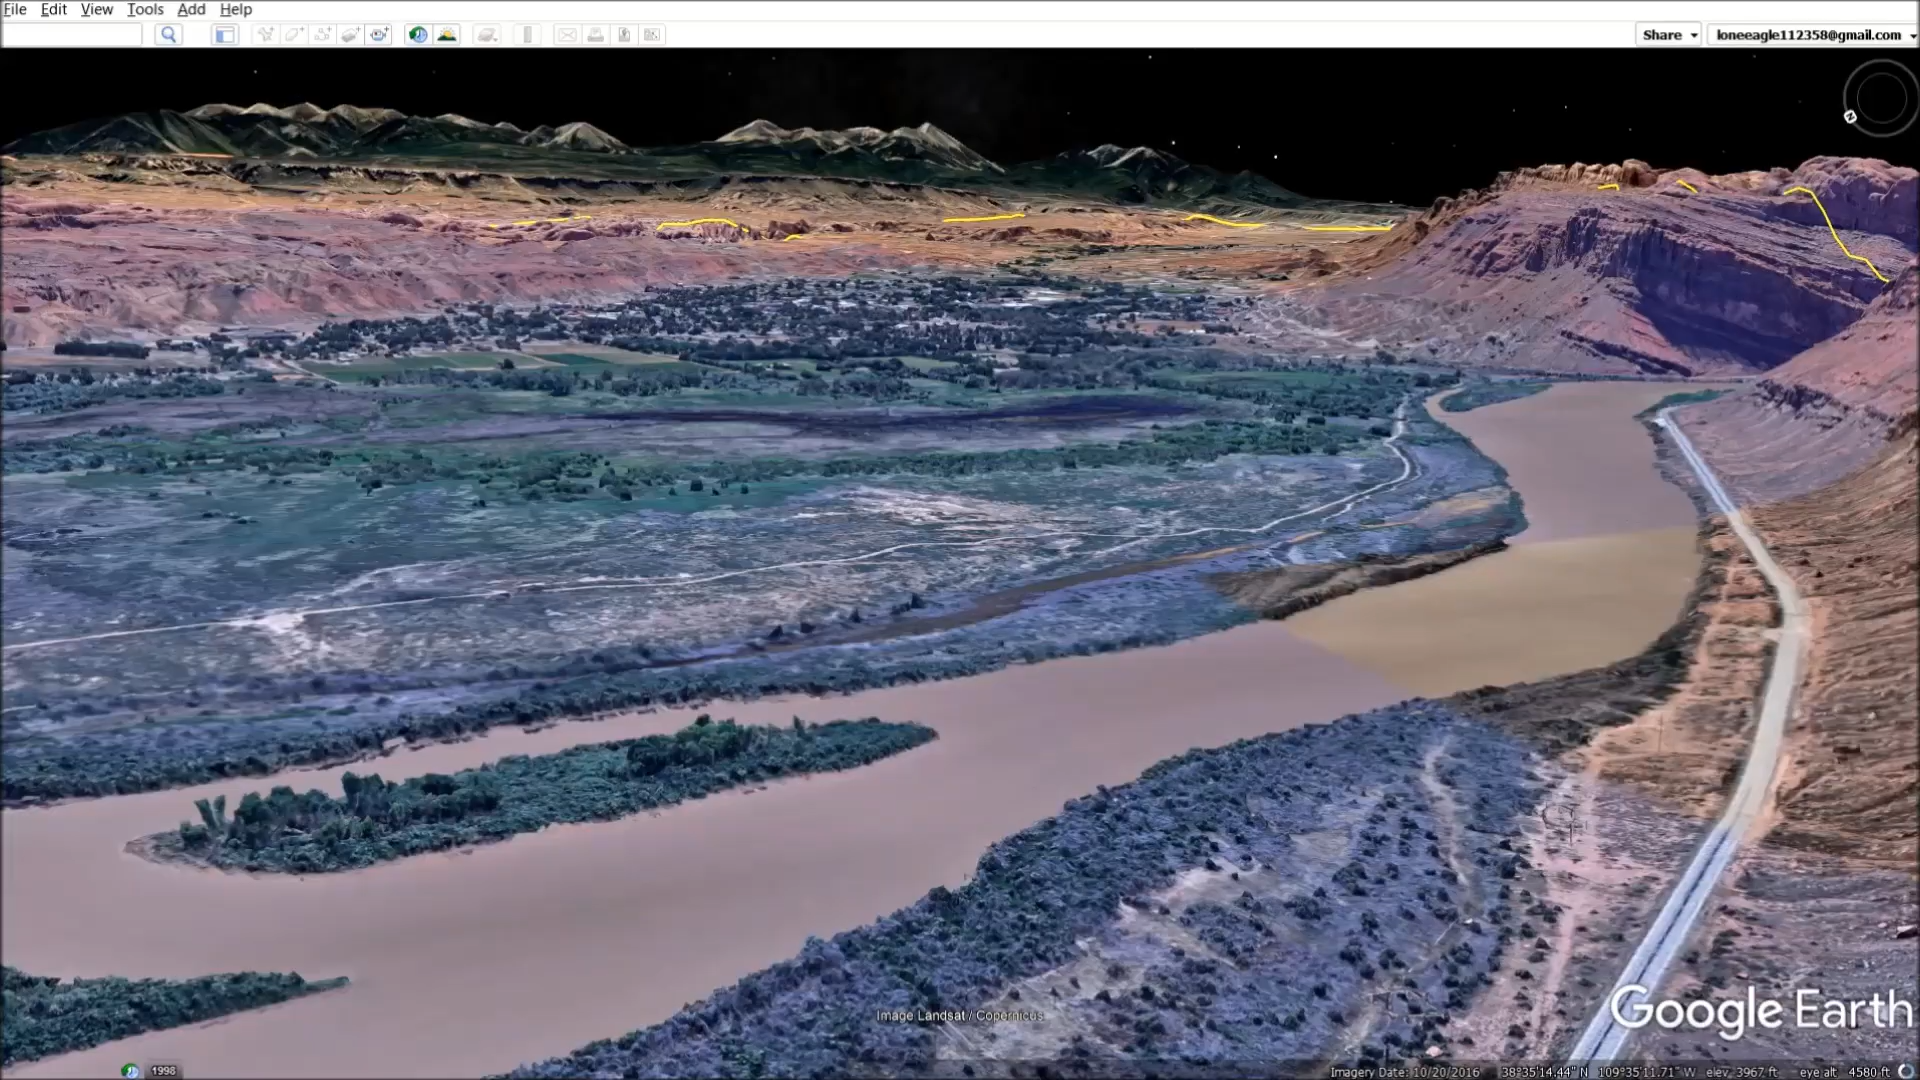 File Edit View Tools Add Help
Share loneeagle112358@gmail.com
Google Earth
Image Landsat / Copernicus
1998 Imagery Date: 10/20/2016 38°35'14.44" N 109°35'11.71" W elev 3967 ft eye alt 4580 ft